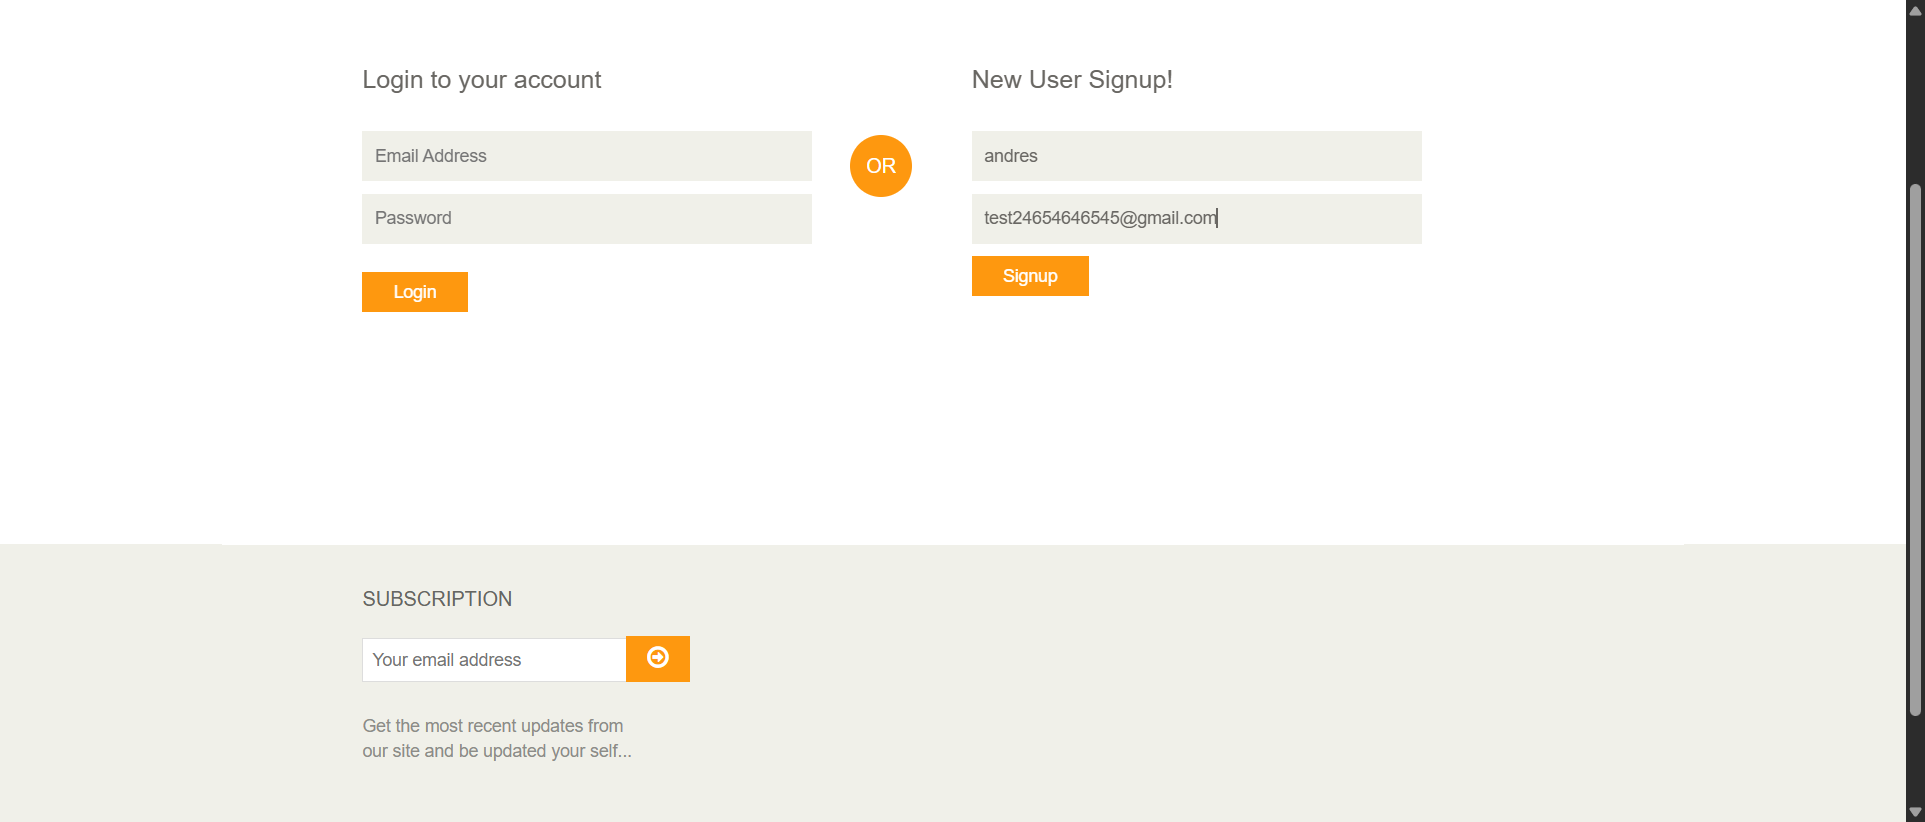 Login to your account
Email Address
Password
Login
OR
New User Signup!
andres
test24654646545@gmail.com
Signup
SUBSCRIPTION
Your email address
Get the most recent updates from
our site and be updated your self...